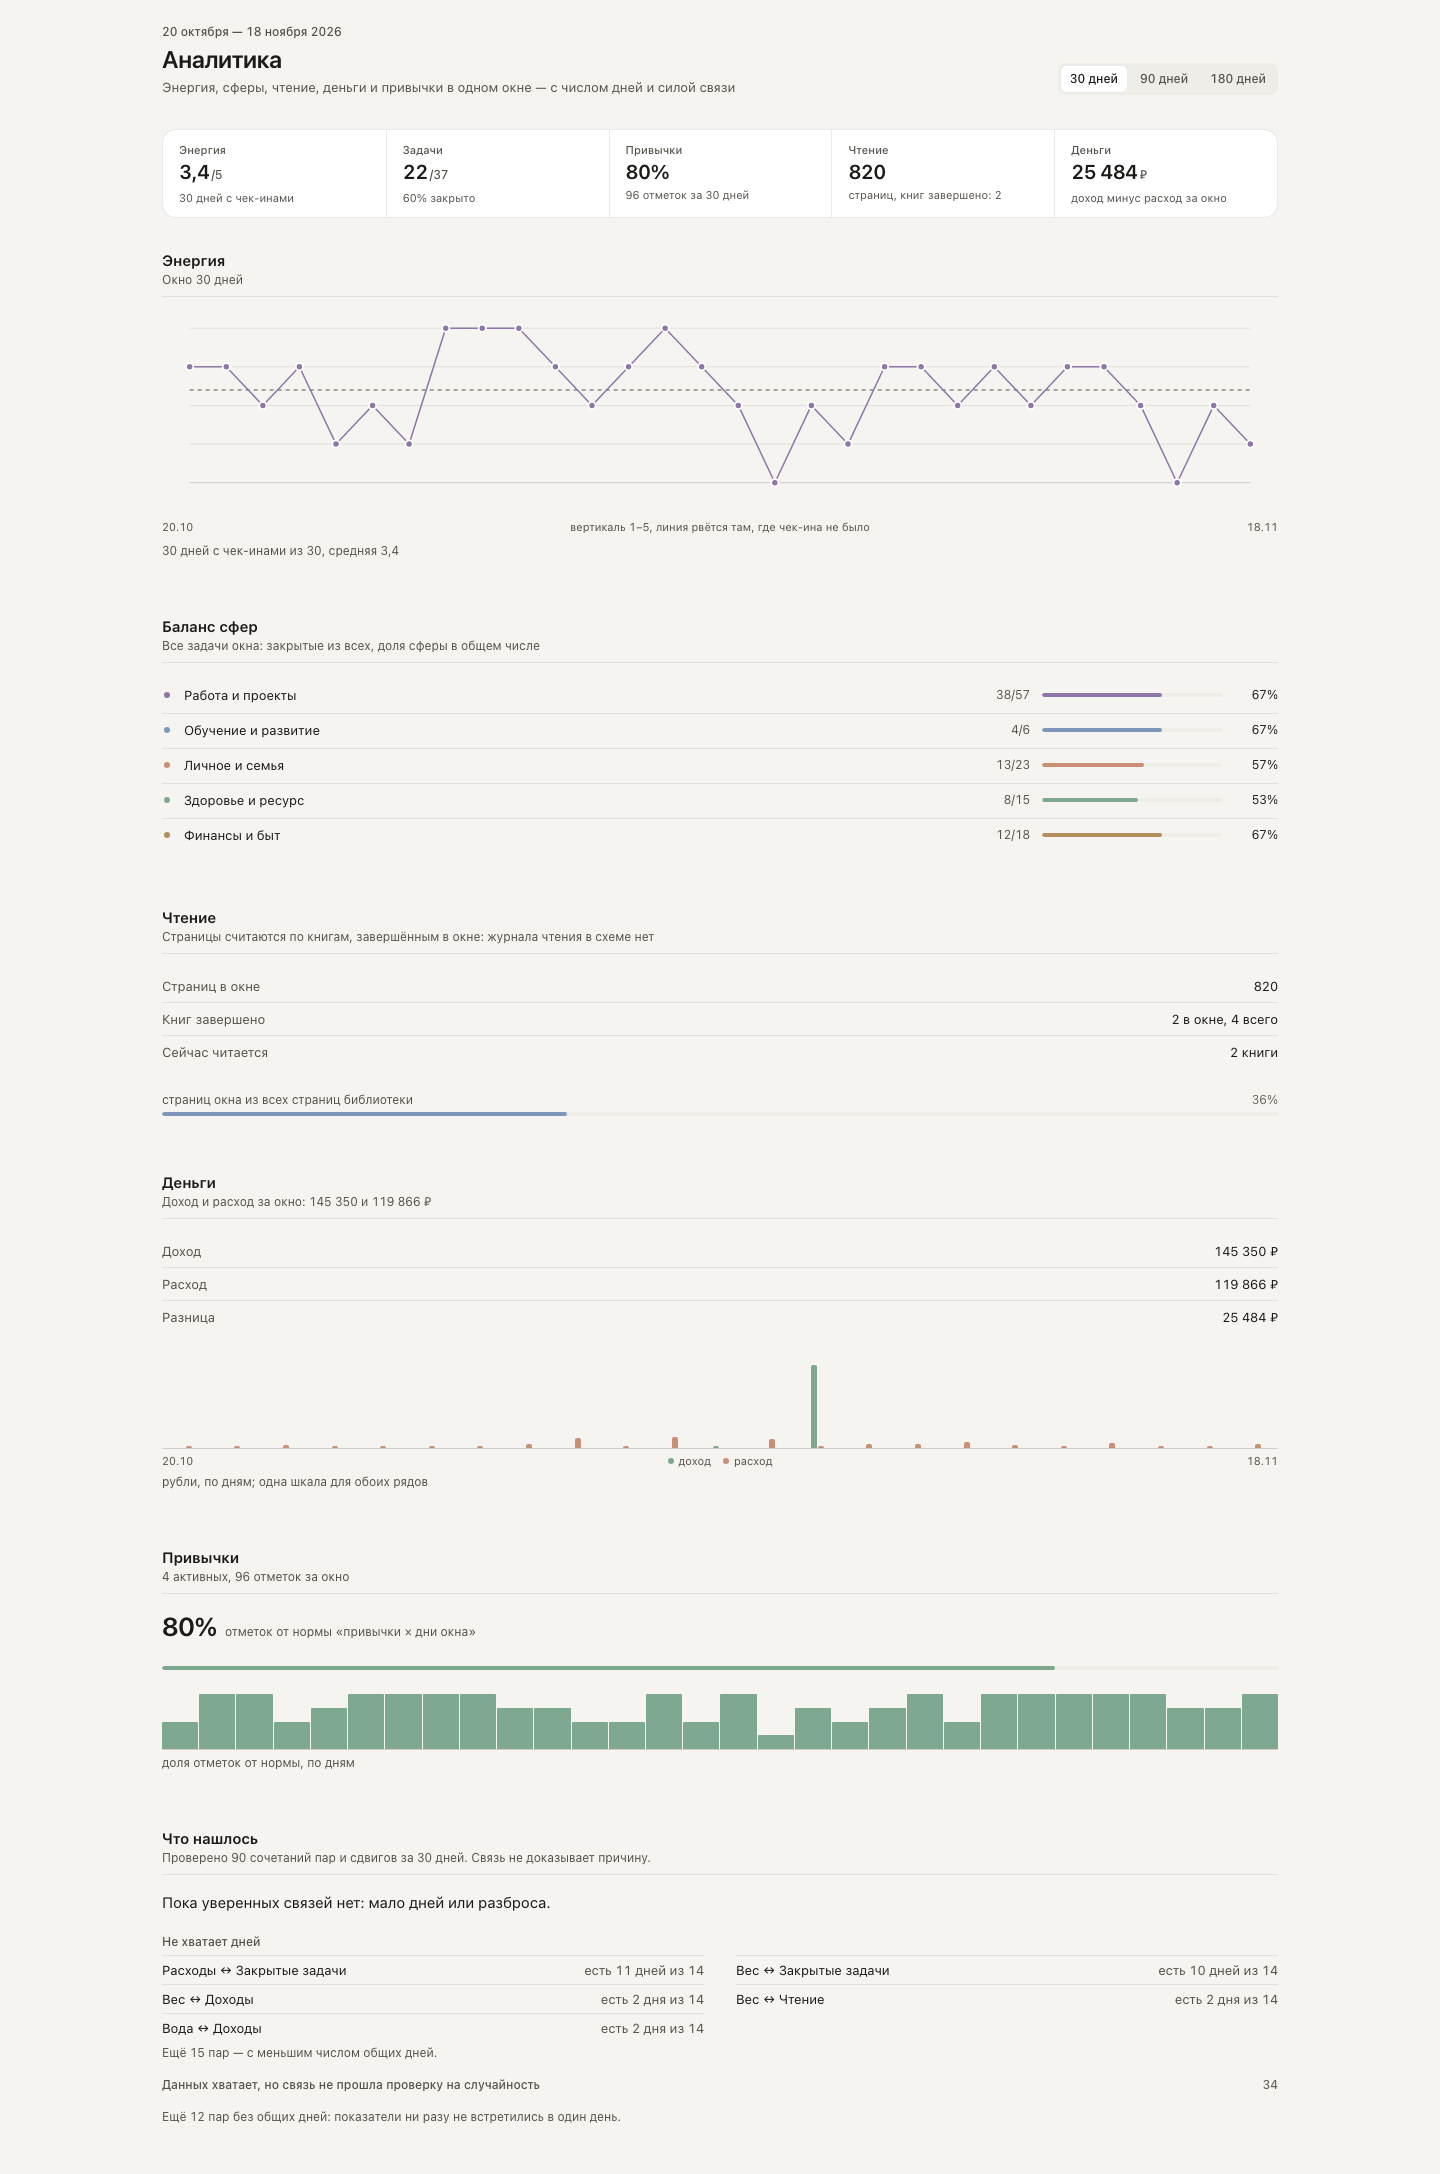 20 октября — 18 ноября 2026
Аналитика
Энергия, сферы, чтение, деньги и привычки в одном окне — с числом дней и силой связи
30 дней 90 дней 180 дней
Энергия
3,4/5
30 дней с чек-инами
Задачи
22/37
60% закрыто
Привычки
80%
96 отметок за 30 дней
Чтение
820
страниц, книг завершено: 2
Деньги
25 484 ₽
доход минус расход за окно
Энергия
Окно 30 дней
20.10 вертикаль 1–5, линия рвётся там, где чек-ина не было 18.11
30 дней с чек-инами из 30, средняя 3,4
Баланс сфер
Все задачи окна: закрытые из всех, доля сферы в общем числе
Работа и проекты 38/57 67%
Обучение и развитие 4/6 67%
Личное и семья 13/23 57%
Здоровье и ресурс 8/15 53%
Финансы и быт 12/18 67%
Чтение
Страницы считаются по книгам, завершённым в окне: журнала чтения в схеме нет
Страниц в окне 820
Книг завершено 2 в окне, 4 всего
Сейчас читается 2 книги
страниц окна из всех страниц библиотеки 36%
Деньги
Доход и расход за окно: 145 350 и 119 866 ₽
Доход 145 350 ₽
Расход 119 866 ₽
Разница 25 484 ₽
20.10 доход расход 18.11
рубли, по дням; одна шкала для обоих рядов
Привычки
4 активных, 96 отметок за окно
80% отметок от нормы «привычки × дни окна»
доля отметок от нормы, по дням
Что нашлось
Проверено 90 сочетаний пар и сдвигов за 30 дней. Связь не доказывает причину.
Пока уверенных связей нет: мало дней или разброса.
Не хватает дней
Расходы ↔ Закрытые задачи есть 11 дней из 14
Вес ↔ Закрытые задачи есть 10 дней из 14
Вес ↔ Доходы есть 2 дня из 14
Вес ↔ Чтение есть 2 дня из 14
Вода ↔ Доходы есть 2 дня из 14
Ещё 15 пар — с меньшим числом общих дней.
Данных хватает, но связь не прошла проверку на случайность 34
Ещё 12 пар без общих дней: показатели ни разу не встретились в один день.